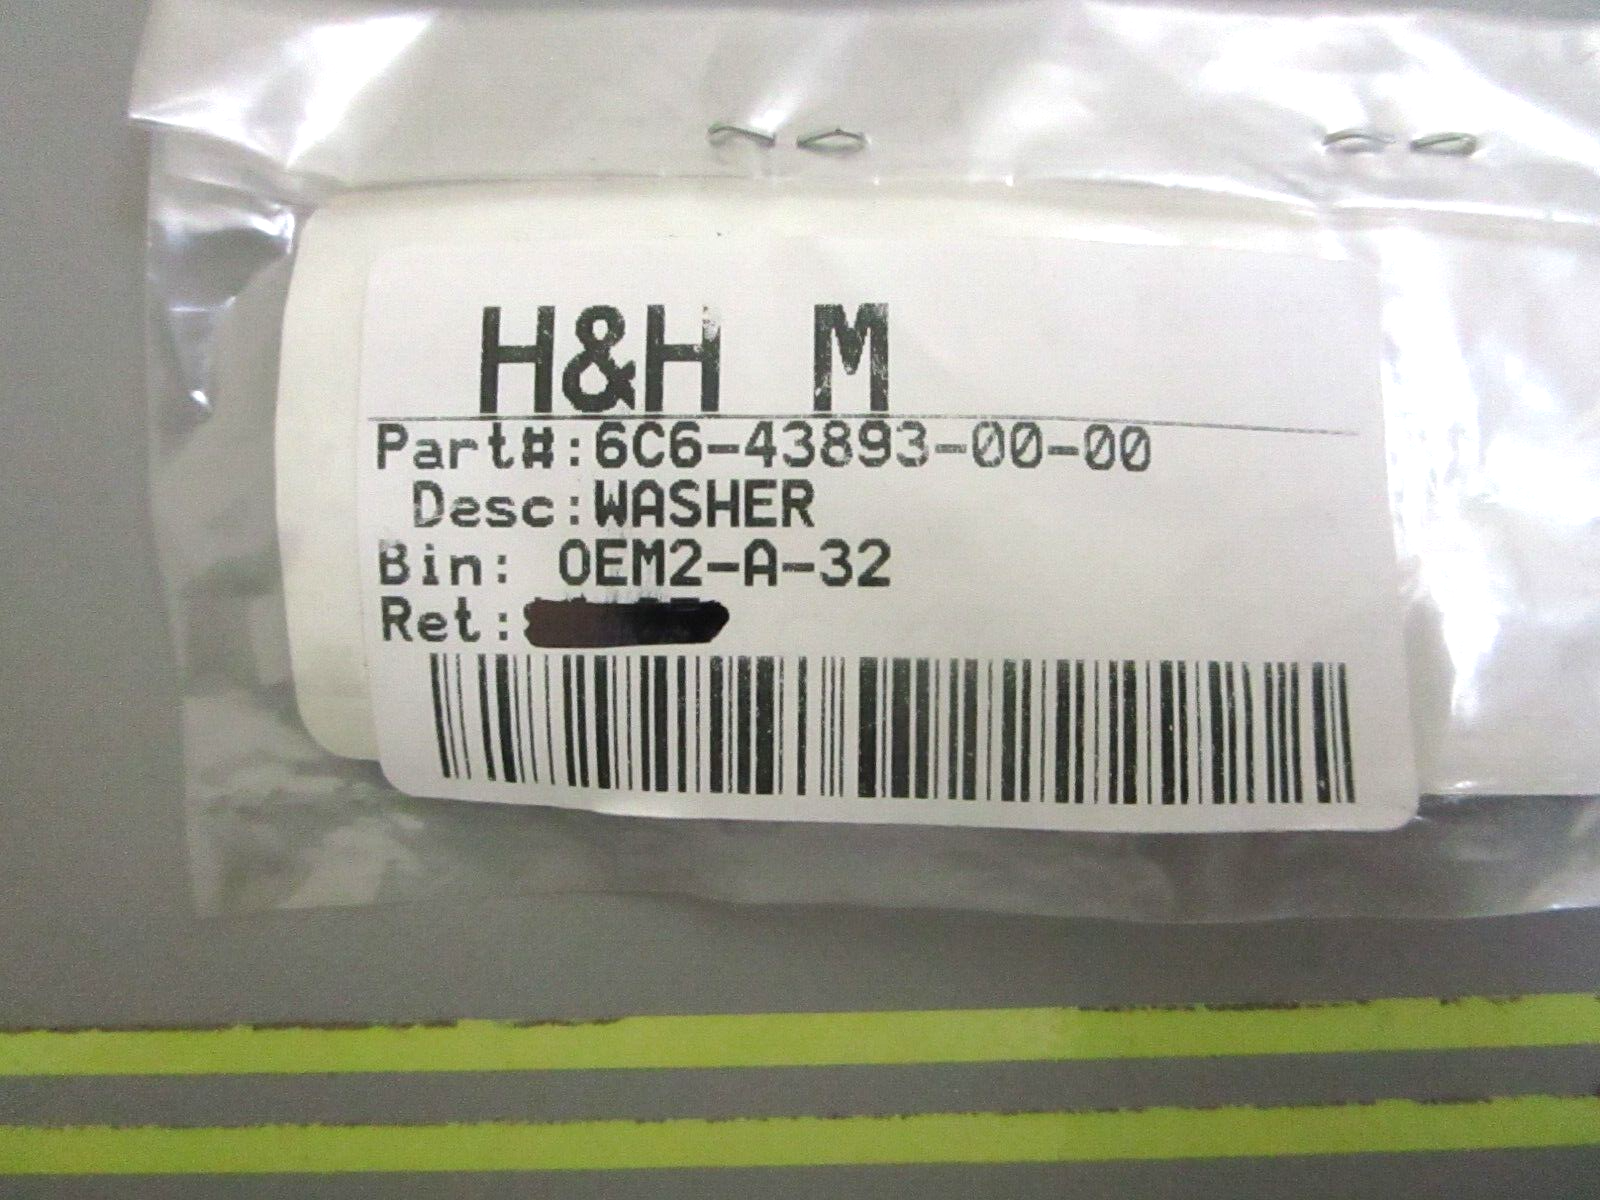 H&H M
Part#:6C6-43893-00-00
Desc:WASHER
Bin: OEM2-A-32
Ret: